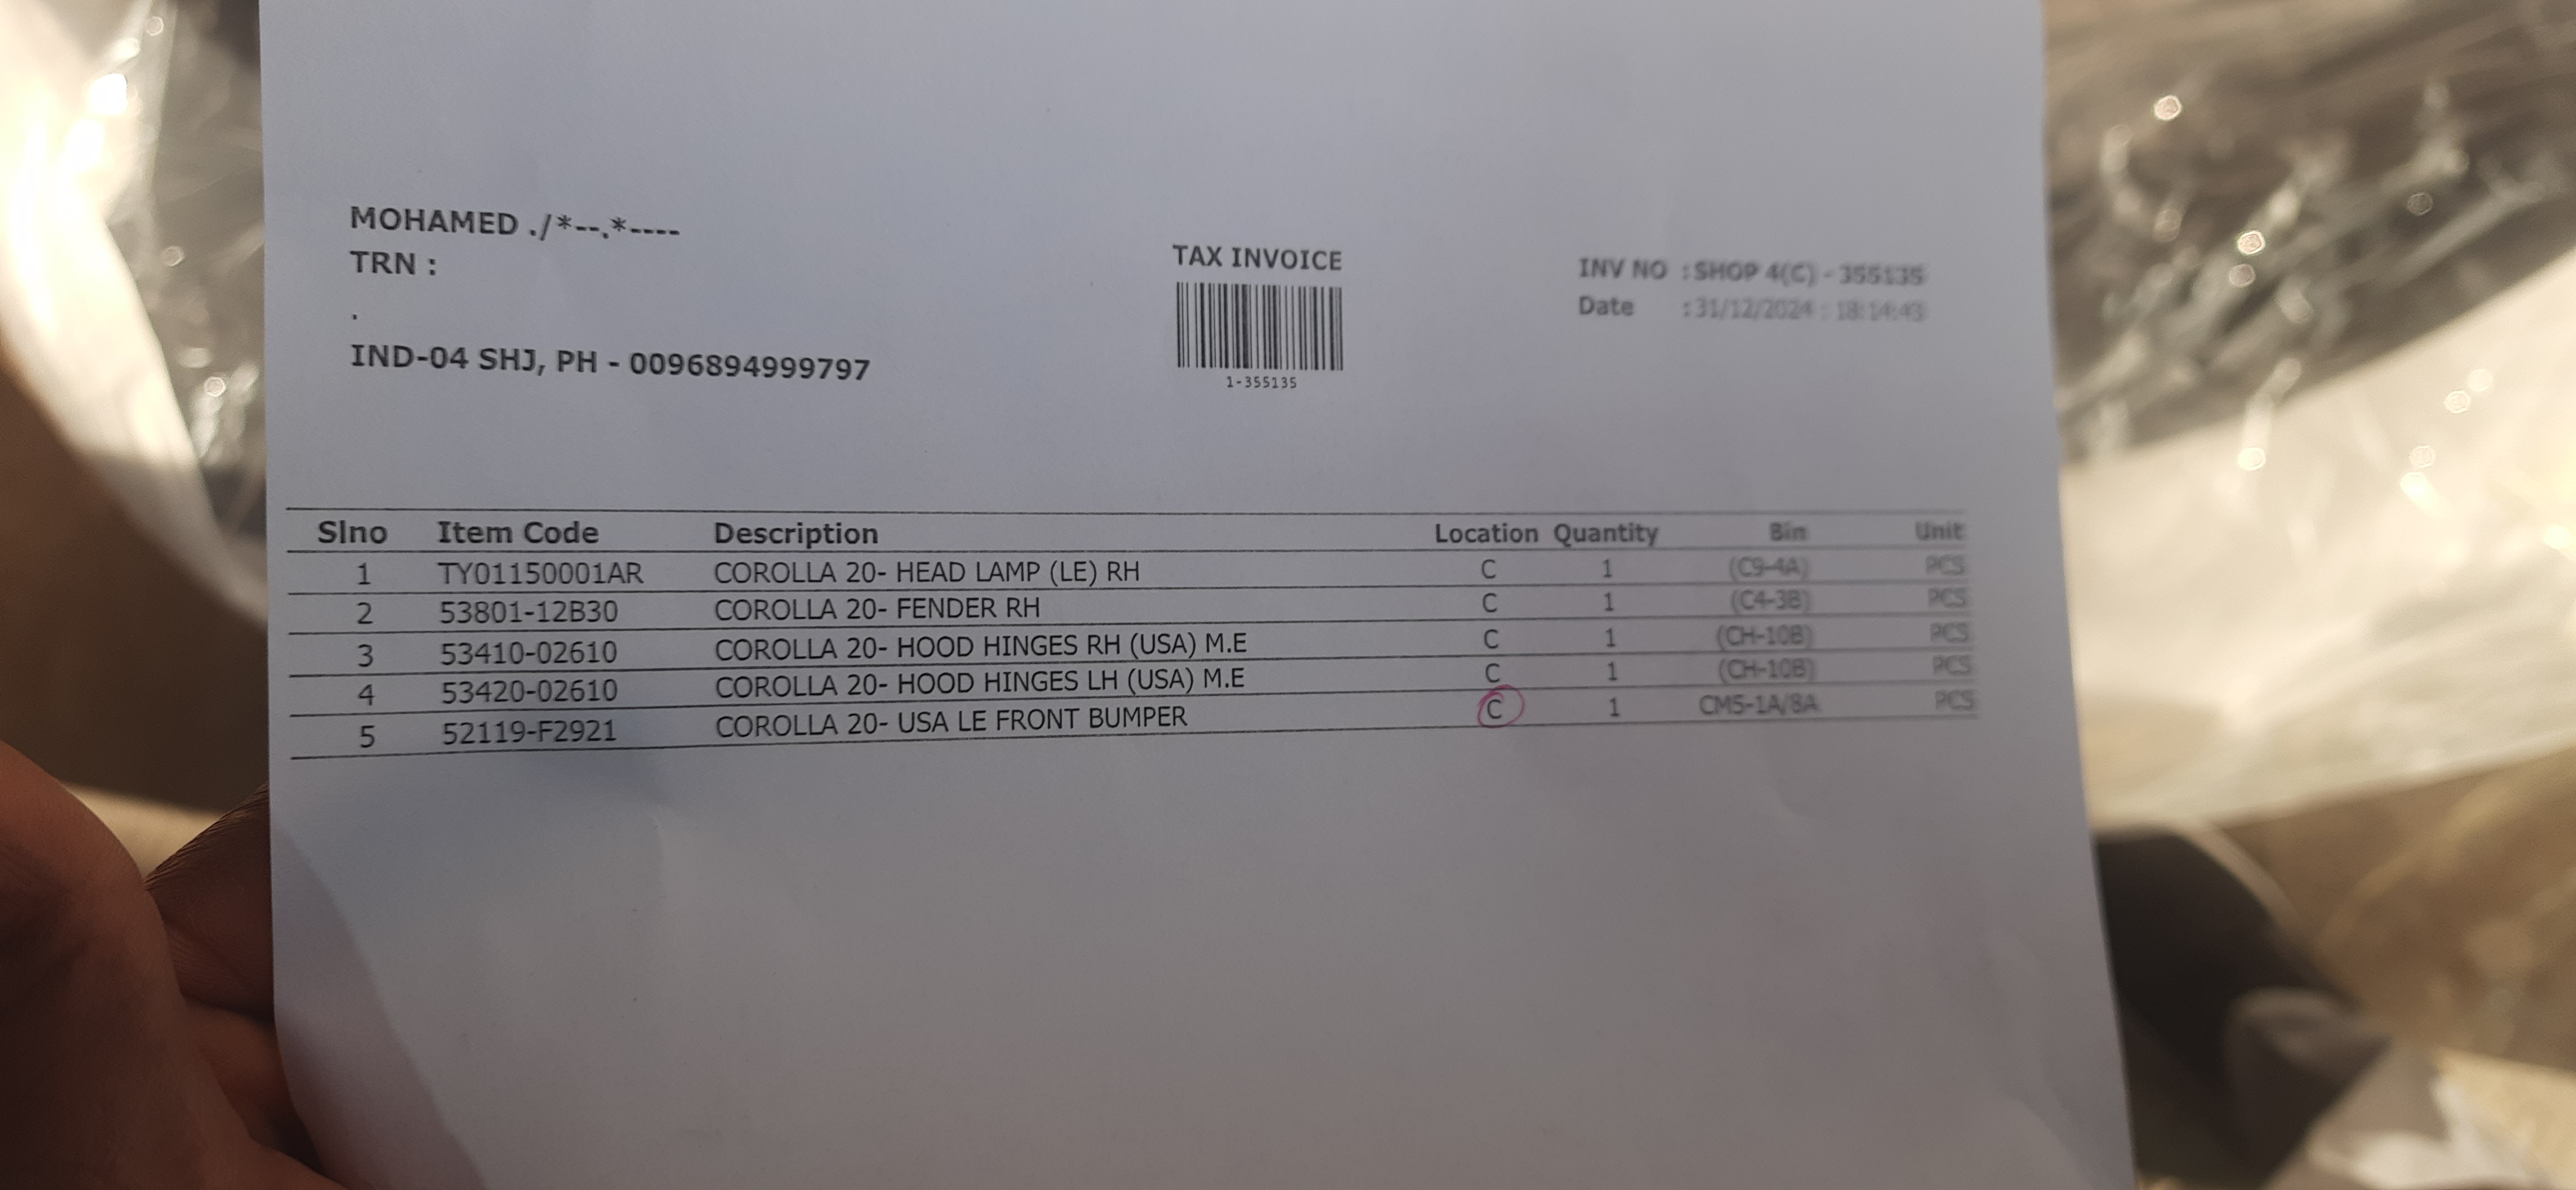 MOHAMED ./*--.*----
TRN :
.
IND-04 SHJ, PH - 0096894999797
TAX INVOICE
1-355135
INV NO : SHOP 4(C) - 355135
Date : 31/12/2024 : 18:14:43
Slno Item Code Description Location Quantity Bin Unit
1 TY01150001AR COROLLA 20- HEAD LAMP (LE) RH C 1 (C9-4A) PCS
2 53801-12B30 COROLLA 20- FENDER RH C 1 (C4-3B) PCS
3 53410-02610 COROLLA 20- HOOD HINGES RH (USA) M.E C 1 (CH-10B) PCS
4 53420-02610 COROLLA 20- HOOD HINGES LH (USA) M.E C 1 (CH-10B) PCS
5 52119-F2921 COROLLA 20- USA LE FRONT BUMPER C 1 CM5-1A/8A PCS